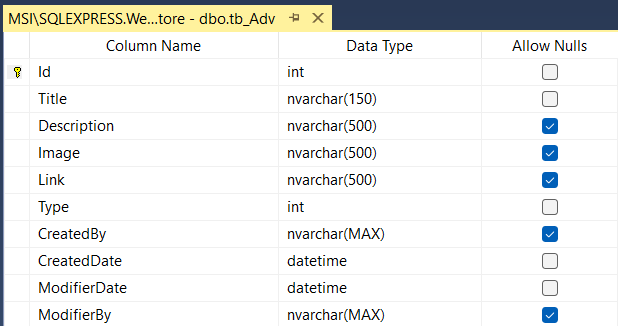 MSI\SQLEXPRESS.We...tore - dbo.tb_Adv
Column Name Data Type Allow Nulls
Id int
Title nvarchar(150)
Description nvarchar(500)
Image nvarchar(500)
Link nvarchar(500)
Type int
CreatedBy nvarchar(MAX)
CreatedDate datetime
ModifierDate datetime
ModifierBy nvarchar(MAX)